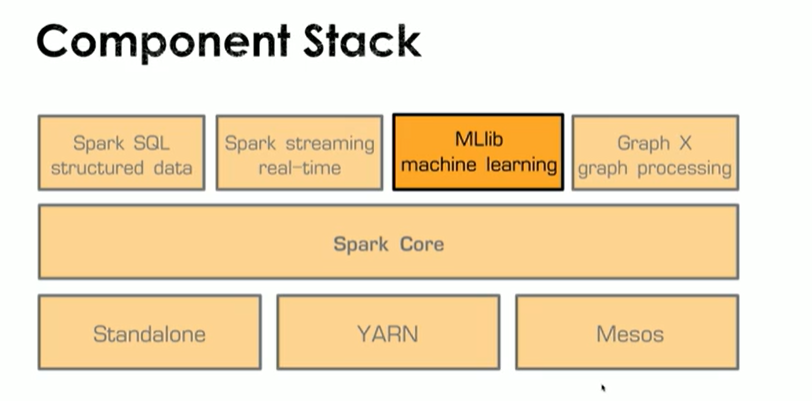 Component Stack
Spark SQL
structured data
Spark streaming
real-time
MLlib
machine learning
Graph X
graph processing
Spark Core
Standalone
YARN
Mesos